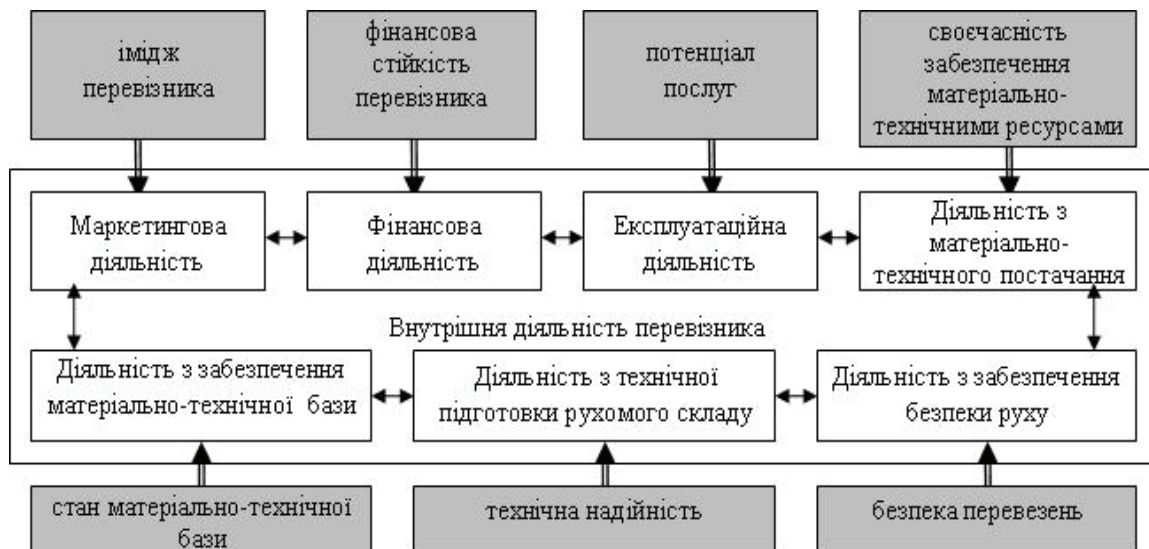 імідж
перевізника
фінансова
стійкість
перевізника
потенціал
послуг
своєчасність
забезпечення
матеріально-
технічними ресурсами
Маркетингова
діяльність
Фінансова
діяльність
Експлуатаційна
діяльність
Діяльність з
матеріально-
технічного постачання
Внутрішня діяльність перевізника
Діяльність з забезпечення
матеріально-технічної бази
Діяльність з технічної
підготовки рухомого складу
Діяльність з забезпечення
безпеки руху
стан матеріально-технічної
бази
технічна надійність
безпека перевезень